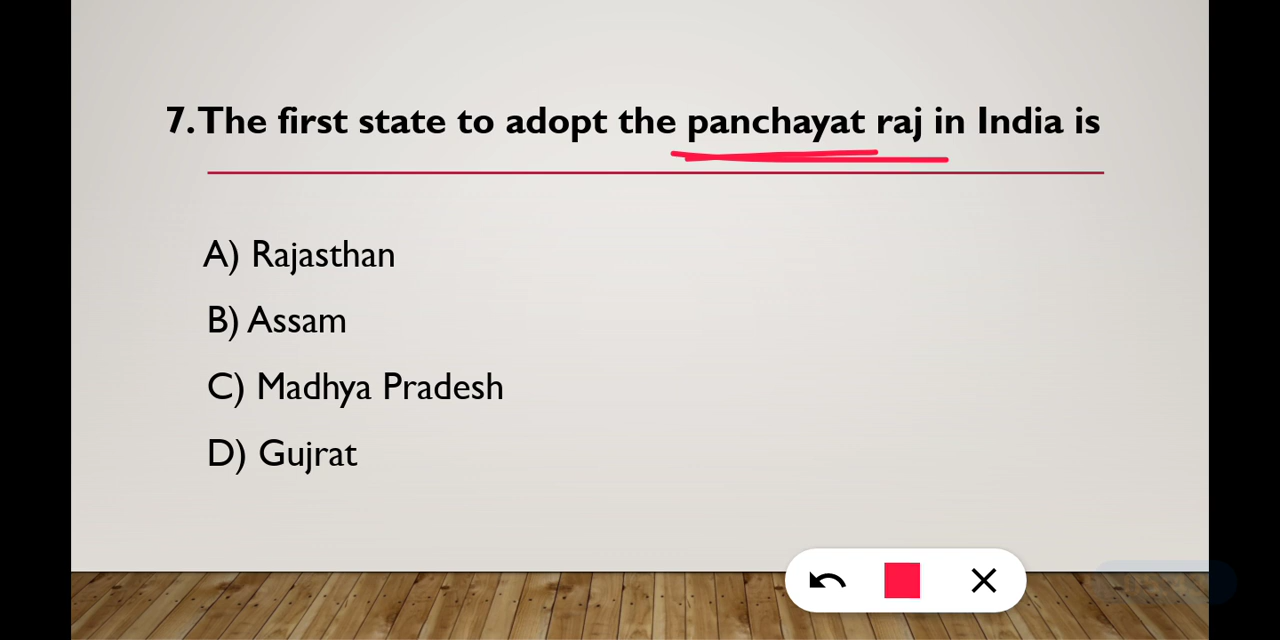 7. The first state to adopt the panchayat raj in India is
A) Rajasthan
B) Assam
C) Madhya Pradesh
D) Gujrat